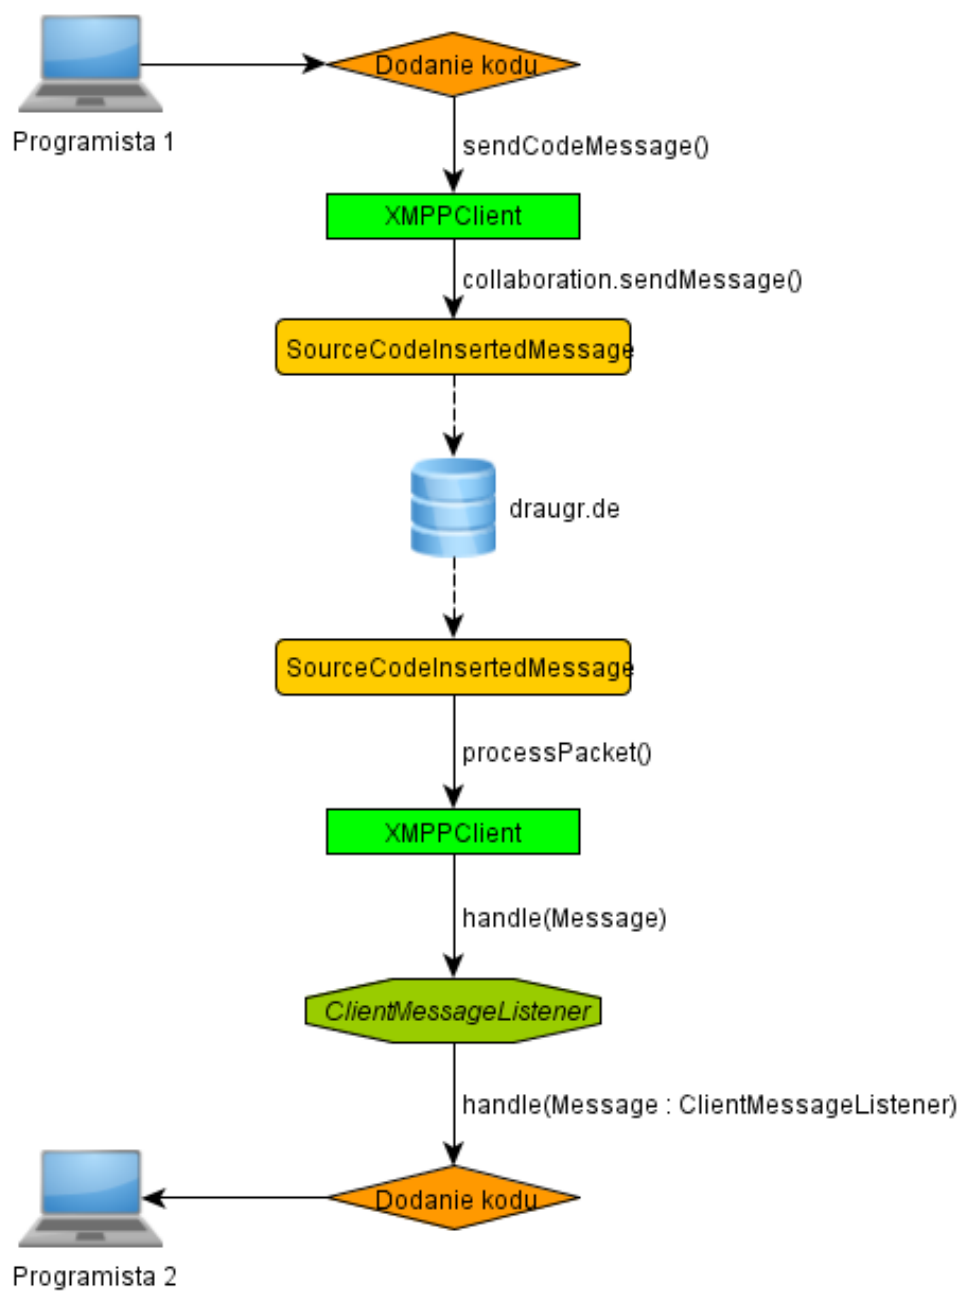 Dodanie kodu
Programista 1
sendCodeMessage()
XMPPClient
collaboration.sendMessage()
SourceCodeInsertedMessage
draugr.de
SourceCodeInsertedMessage
processPacket()
XMPPClient
handle(Message)
ClientMessageListener
handle(Message : ClientMessageListener)
Dodanie kodu
Programista 2